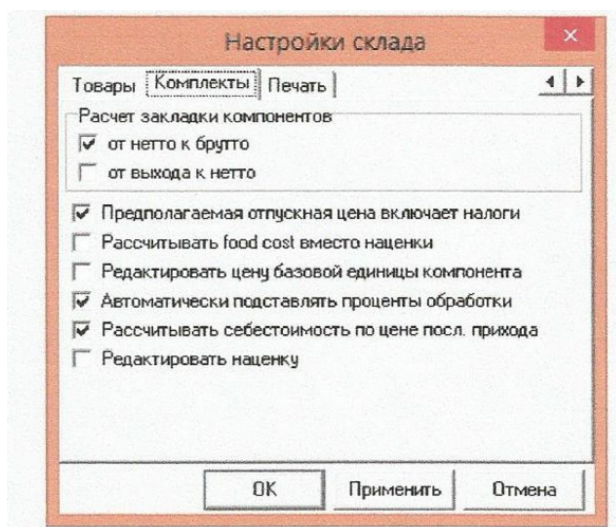 Настройки склада
Товары Комплекты Печать
Расчет закладки компонентов
от нетто к брутто
от выхода к нетто
Предполагаемая отпускная цена включает налоги
Рассчитывать food cost вместо наценки
Редактировать цену базовой единицы компонента
Автоматически подставлять проценты обработки
Рассчитывать себестоимость по цене посл. прихода
Редактировать наценку
OK Применить Отмена